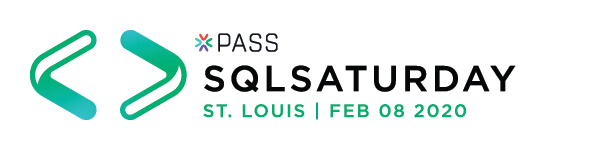 PASS
SQLSATURDAY
ST. LOUIS | FEB 08 2020